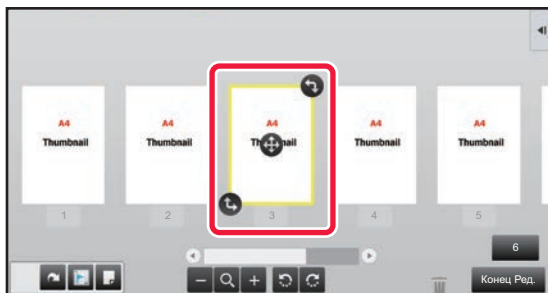 A4 A4 A4 A4 A4
Thumbnail Thumbnail Thumbnail Thumbnail
1 2 3 4 5
6
Конец Ред.